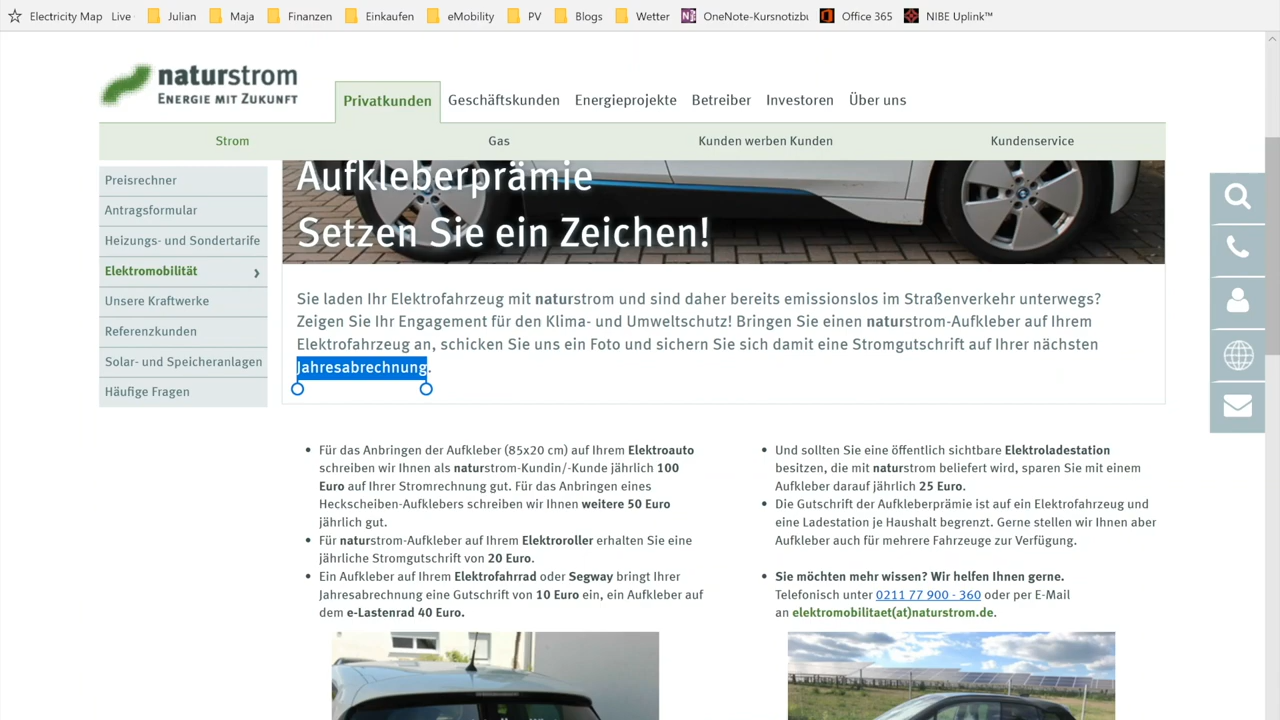 Electricity Map Live
Julian
Maja
Finanzen
Einkaufen
eMobility
PV
Blogs
Wetter
OneNote-Kursnotizbu
Office 365
NIBE Uplink™
naturstrom
ENERGIE MIT ZUKUNFT
Privatkunden
Geschäftskunden
Energieprojekte
Betreiber
Investoren
Über uns
Strom
Gas
Kunden werben Kunden
Kundenservice
Preisrechner
Antragsformular
Heizungs- und Sondertarife
Elektromobilität
Unsere Kraftwerke
Referenzkunden
Solar- und Speicheranlagen
Häufige Fragen
Aufkleberprämie
Setzen Sie ein Zeichen!
Sie laden Ihr Elektrofahrzeug mit naturstrom und sind daher bereits emissionslos im Straßenverkehr unterwegs?
Zeigen Sie Ihr Engagement für den Klima- und Umweltschutz! Bringen Sie einen naturstrom-Aufkleber auf Ihrem
Elektrofahrzeug an, schicken Sie uns ein Foto und sichern Sie sich damit eine Stromgutschrift auf Ihrer nächsten
Jahresabrechnung.
• Für das Anbringen der Aufkleber (85x20 cm) auf Ihrem Elektroauto
schreiben wir Ihnen als naturstrom-Kundin/-Kunde jährlich 100
Euro auf Ihrer Stromrechnung gut. Für das Anbringen eines
Heckscheiben-Aufklebers schreiben wir Ihnen weitere 50 Euro
jährlich gut.
• Für naturstrom-Aufkleber auf Ihrem Elektroroller erhalten Sie eine
jährliche Stromgutschrift von 20 Euro.
• Ein Aufkleber auf Ihrem Elektrofahrrad oder Segway bringt Ihrer
Jahresabrechnung eine Gutschrift von 10 Euro ein, ein Aufkleber auf
dem e-Lastenrad 40 Euro.
• Und sollten Sie eine öffentlich sichtbare Elektroladestation
besitzen, die mit naturstrom beliefert wird, sparen Sie mit einem
Aufkleber darauf jährlich 25 Euro.
• Die Gutschrift der Aufkleberprämie ist auf ein Elektrofahrzeug und
eine Ladestation je Haushalt begrenzt. Gerne stellen wir Ihnen aber
Aufkleber auch für mehrere Fahrzeuge zur Verfügung.
• Sie möchten mehr wissen? Wir helfen Ihnen gerne.
Telefonisch unter 0211 77 900 - 360 oder per E-Mail
an elektromobilitaet(at)naturstrom.de.